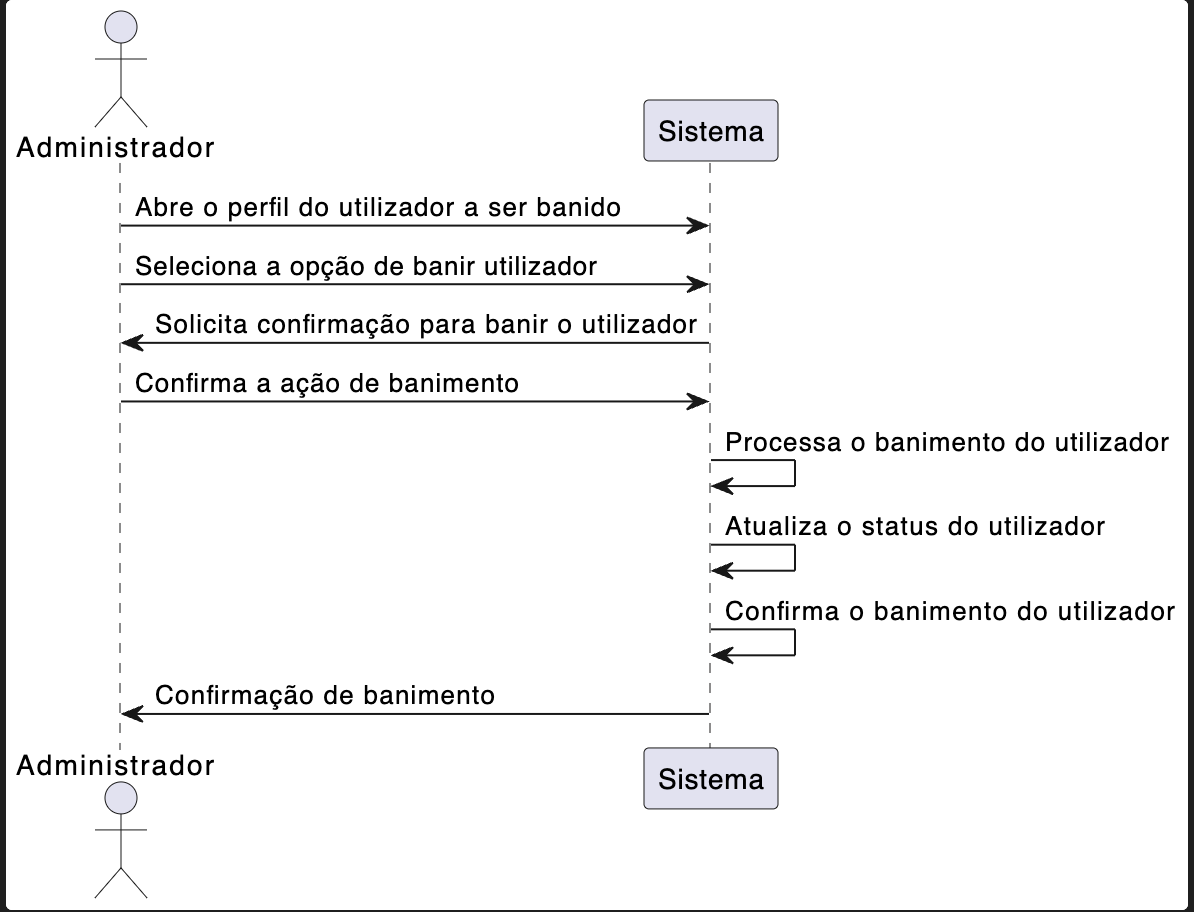 Administrador
Sistema
Abre o perfil do utilizador a ser banido
Seleciona a opção de banir utilizador
Solicita confirmação para banir o utilizador
Confirma a ação de banimento
Processa o banimento do utilizador
Atualiza o status do utilizador
Confirma o banimento do utilizador
Confirmação de banimento
Administrador
Sistema